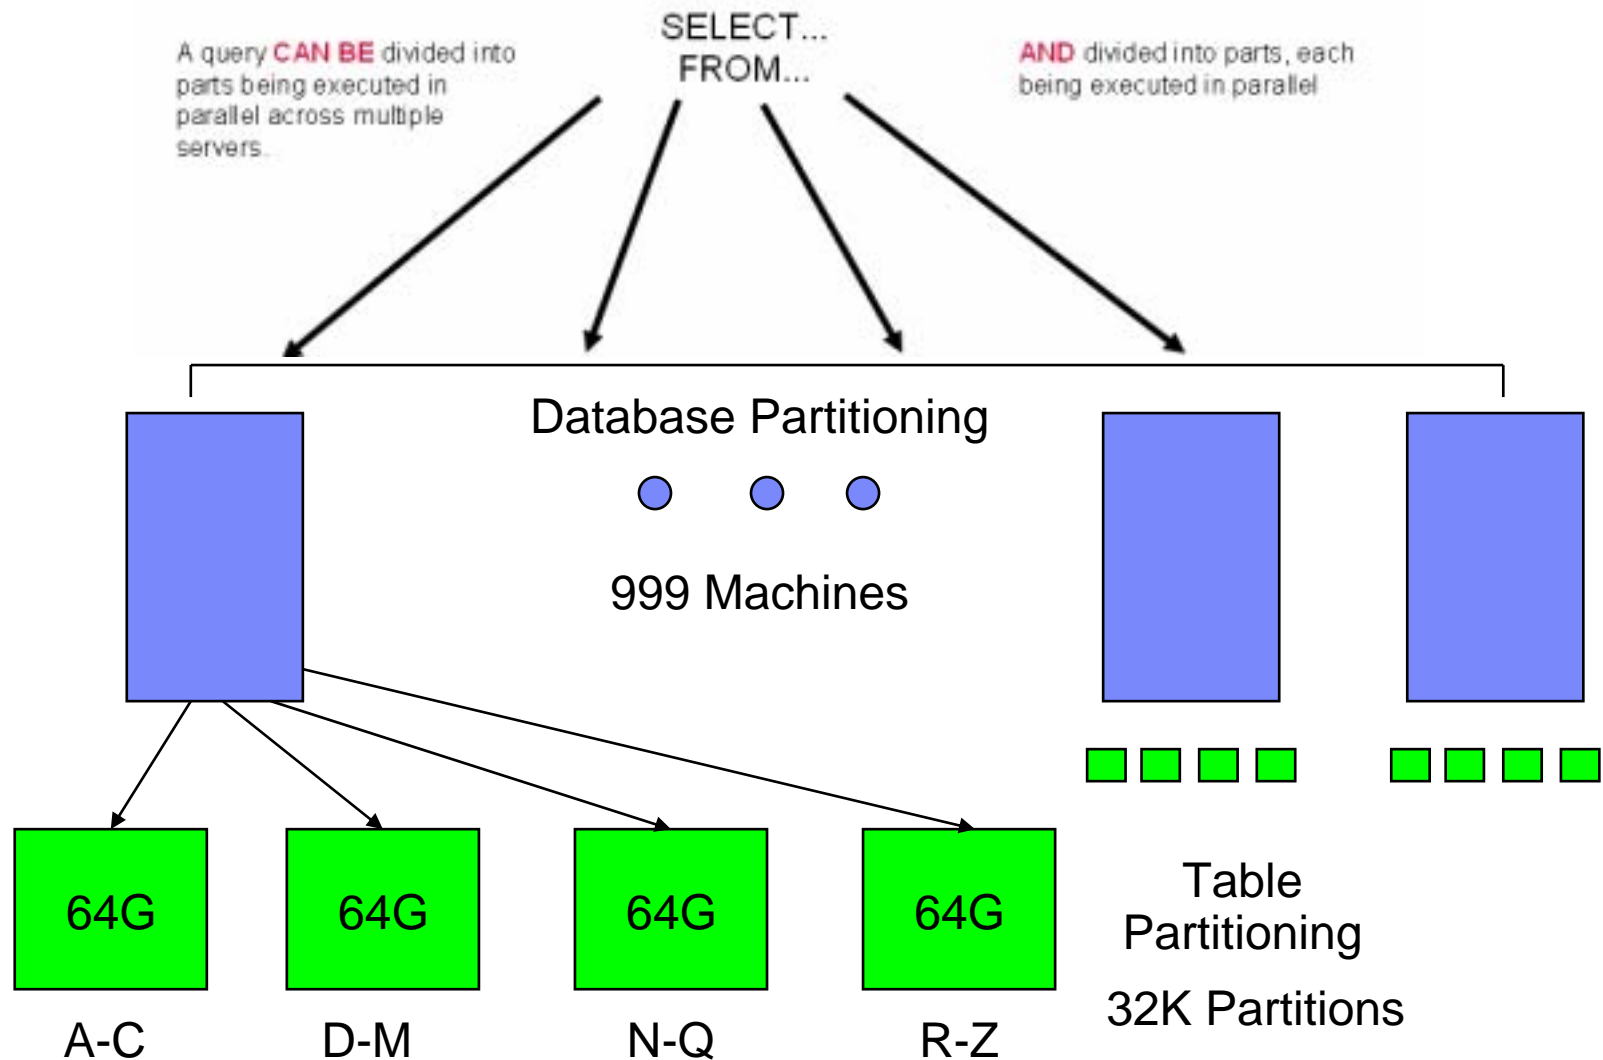 A query CAN BE divided into
parts being executed in
parallel across multiple
servers.
SELECT...
FROM...
AND divided into parts, each
being executed in parallel
Database Partitioning
999 Machines
64G
64G
64G
64G
A-C
D-M
N-Q
R-Z
Table
Partitioning
32K Partitions